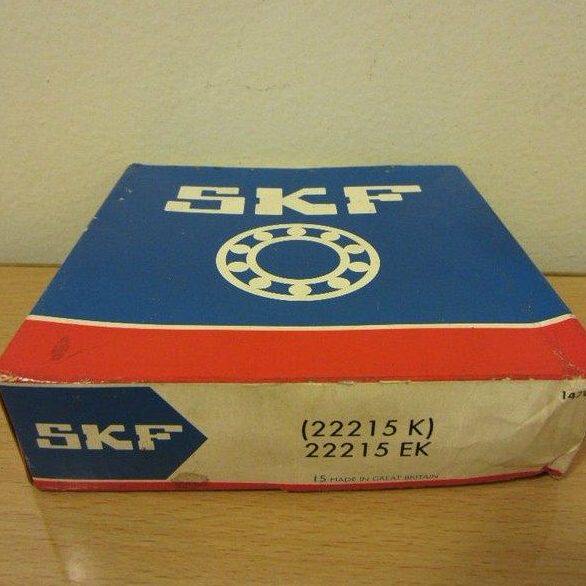 SKF
SKF
(22215 K)
22215 EK
15 MADE IN GREAT BRITAIN